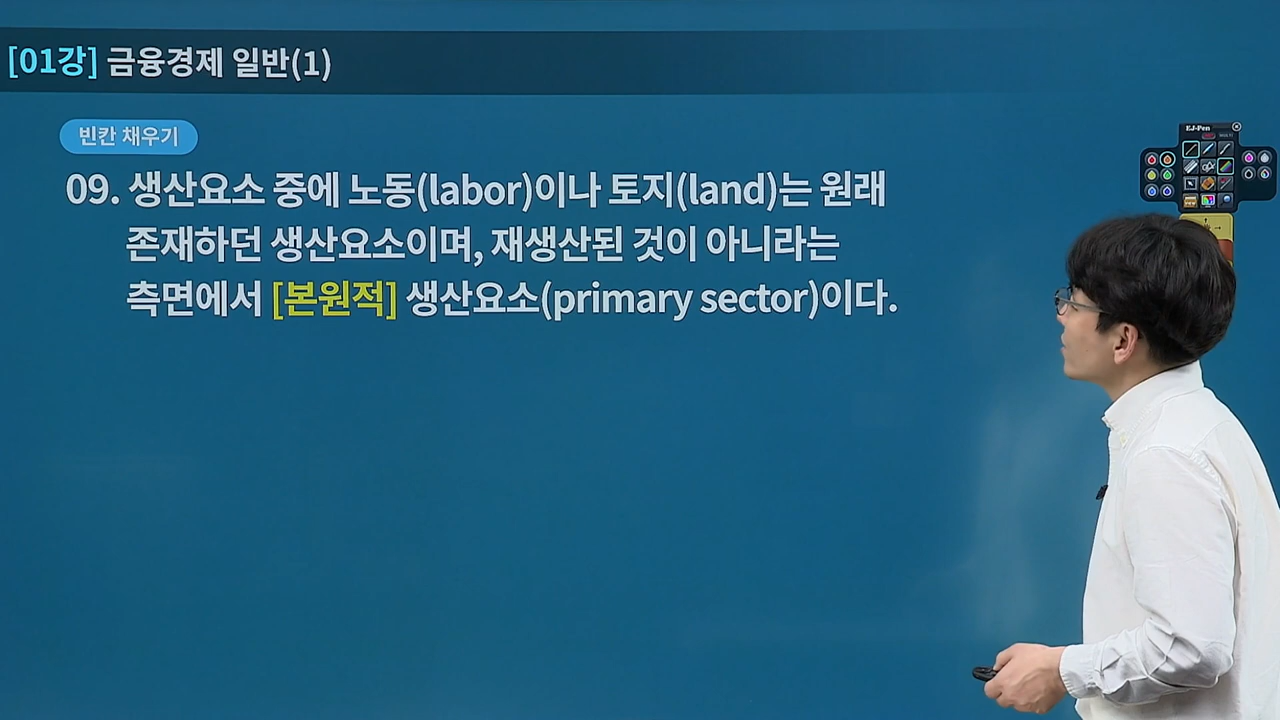 [01강] 금융경제 일반(1)
빈칸 채우기
09. 생산요소 중에 노동(labor)이나 토지(land)는 원래
존재하던 생산요소이며, 재생산된 것이 아니라는
측면에서 [본원적] 생산요소(primary sector)이다.
EJ-Pen